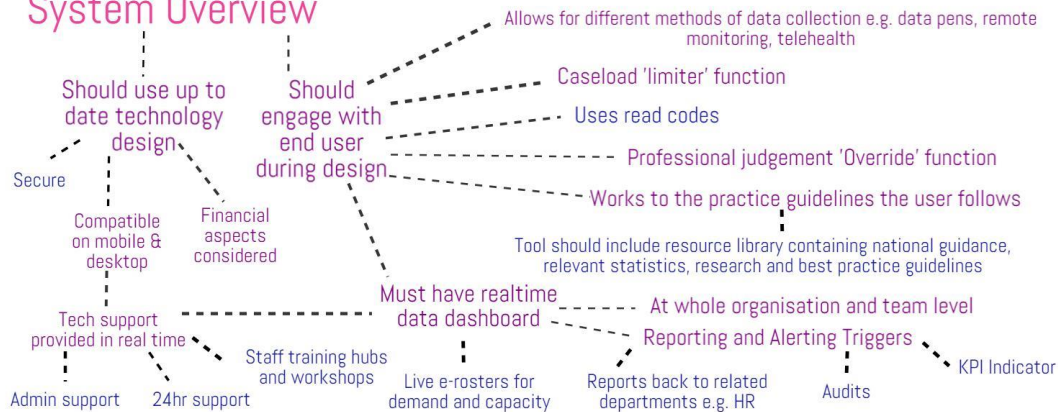 System Overview
Allows for different methods of data collection e.g. data pens, remote
monitoring, telehealth
Should use up to
date technology
design
Should
engage with
end user
during design
Caseload 'limiter' function
Uses read codes
Professional judgement 'Override' function
Works to the practice guidelines the user follows
Secure
Compatible
on mobile &
desktop
Financial
aspects
considered
Tool should include resource library containing national guidance,
relevant statistics, research and best practice guidelines
Must have realtime
data dashboard
At whole organisation and team level
Reporting and Alerting Triggers
Tech support
provided in real time
Staff training hubs
and workshops
Admin support
24hr support
Live e-rosters for
demand and capacity
Reports back to related
departments e.g. HR
Audits
KPI Indicator